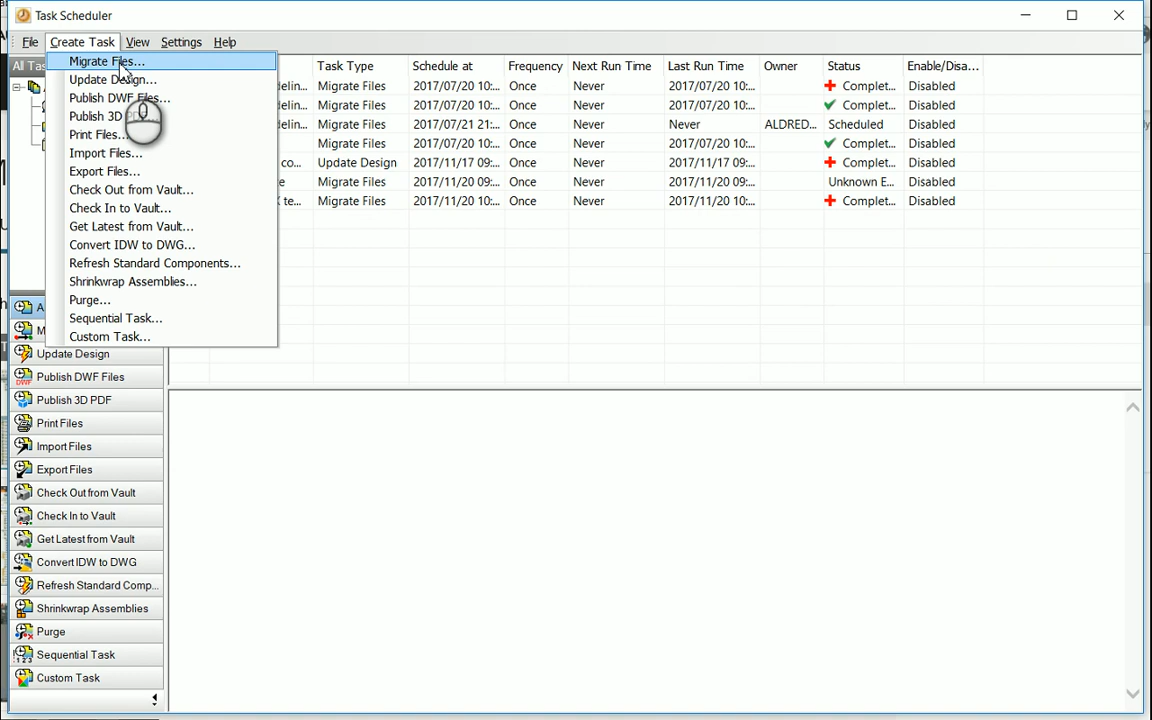 Task Scheduler
File Create Task View Settings Help
Migrate Files...
Update Design...
Publish DWF Files...
Publish 3D
Print Files...
Import Files...
Export Files...
Check Out from Vault...
Check In to Vault...
Get Latest from Vault...
Convert IDW to DWG...
Refresh Standard Components...
Shrinkwrap Assemblies...
Purge...
Sequential Task...
Custom Task...
All Tas
Task Type Schedule at Frequency Next Run Time Last Run Time Owner Status Enable/Disa...
delin... Migrate Files 2017/07/20 10:... Once Never 2017/07/20 10:... Complet... Disabled
Migrate Files 2017/07/20 10:... Once Never 2017/07/20 10:... Complet... Disabled
delin... Migrate Files 2017/07/21 21:... Once Never Never ALDRED... Scheduled Disabled
Migrate Files 2017/07/20 10:... Once Never 2017/07/20 10:... Complet... Disabled
co... Update Design 2017/11/17 09:... Once Never 2017/11/17 09:... Complet... Disabled
e Migrate Files 2017/11/20 09:... Once Never 2017/11/20 09:... Unknown E... Disabled
te... Migrate Files 2017/11/20 10:... Once Never 2017/11/20 10:... Complet... Disabled
A
M
Update Design
Publish DWF Files
Publish 3D PDF
Print Files
Import Files
Export Files
Check Out from Vault
Check In to Vault
Get Latest from Vault
Convert IDW to DWG
Refresh Standard Comp...
Shrinkwrap Assemblies
Purge
Sequential Task
Custom Task